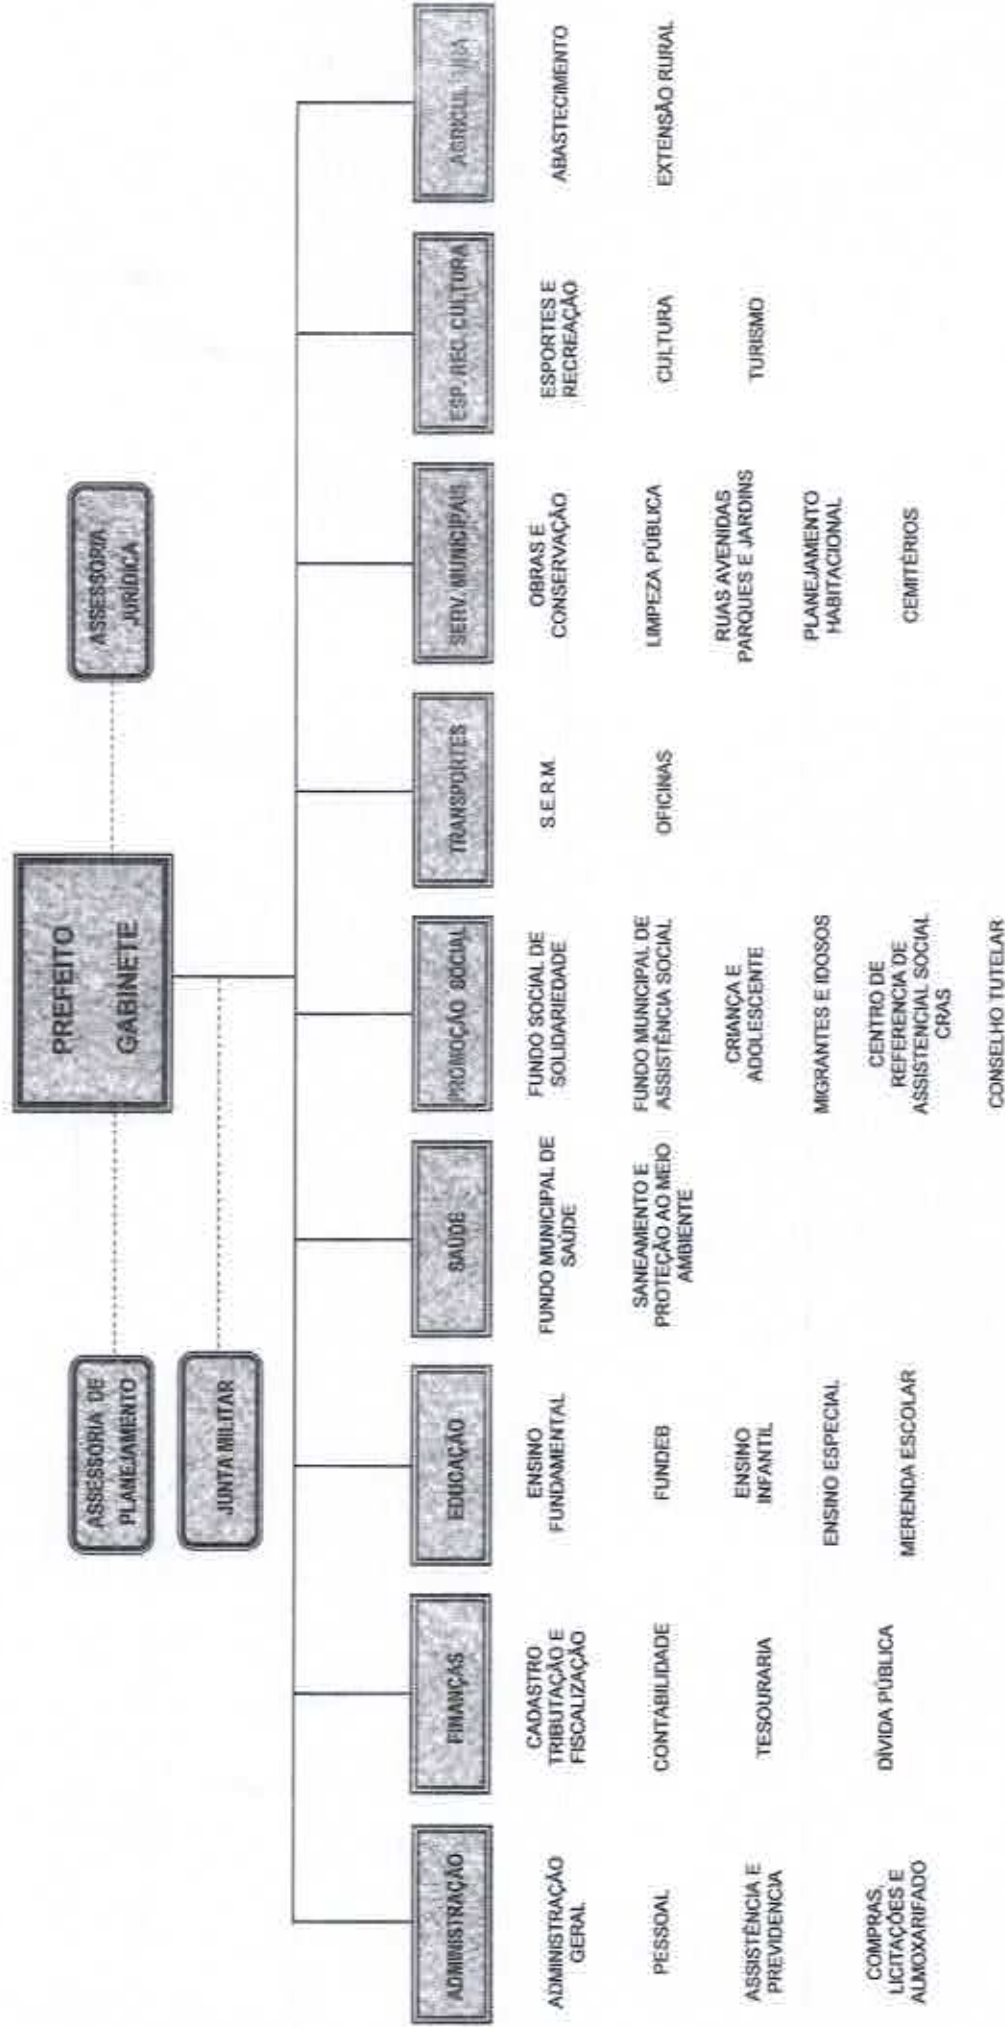 PREFEITO
GABINETE
ASSESSORIA DE
PLANEJAMENTO
ASSESSORIA
JURÍDICA
JUNTA MILITAR
ADMINISTRAÇÃO
ADMINISTRAÇÃO
GERAL
PESSOAL
ASSISTÊNCIA E
PREVIDENCIA
COMPRAS,
LICITAÇÕES E
ALMOXARIFADO
FINANÇAS
CADASTRO
TRIBUTAÇÃO E
FISCALIZAÇÃO
CONTABILIDADE
TESOURARIA
DÍVIDA PÚBLICA
EDUCAÇÃO
ENSINO
FUNDAMENTAL
FUNDEB
ENSINO
INFANTIL
ENSINO ESPECIAL
MERENDA ESCOLAR
SAÚDE
FUNDO MUNICIPAL DE
SAÚDE
SANEAMENTO E
PROTEÇÃO AO MEIO
AMBIENTE
PROMOÇÃO SOCIAL
FUNDO SOCIAL DE
SOLIDARIEDADE
FUNDO MUNICIPAL DE
ASSISTÊNCIA SOCIAL
CRIANÇA E
ADOLESCENTE
MIGRANTES E IDOSOS
CENTRO DE
REFERENCIA DE
ASSISTENCIAL SOCIAL
CRAS
CONSELHO TUTELAR
TRANSPORTES
S.E.R.M.
OFICINAS
SERV. MUNICIPAIS
OBRAS E
CONSERVAÇÃO
LIMPEZA PÚBLICA
RUAS AVENIDAS
PARQUES E JARDINS
PLANEJAMENTO
HABITACIONAL
CEMITÉRIOS
ESP. REC. CULTURA
ESPORTES E
RECREAÇÃO
CULTURA
TURISMO
AGRICULTURA
ABASTECIMENTO
EXTENSÃO RURAL